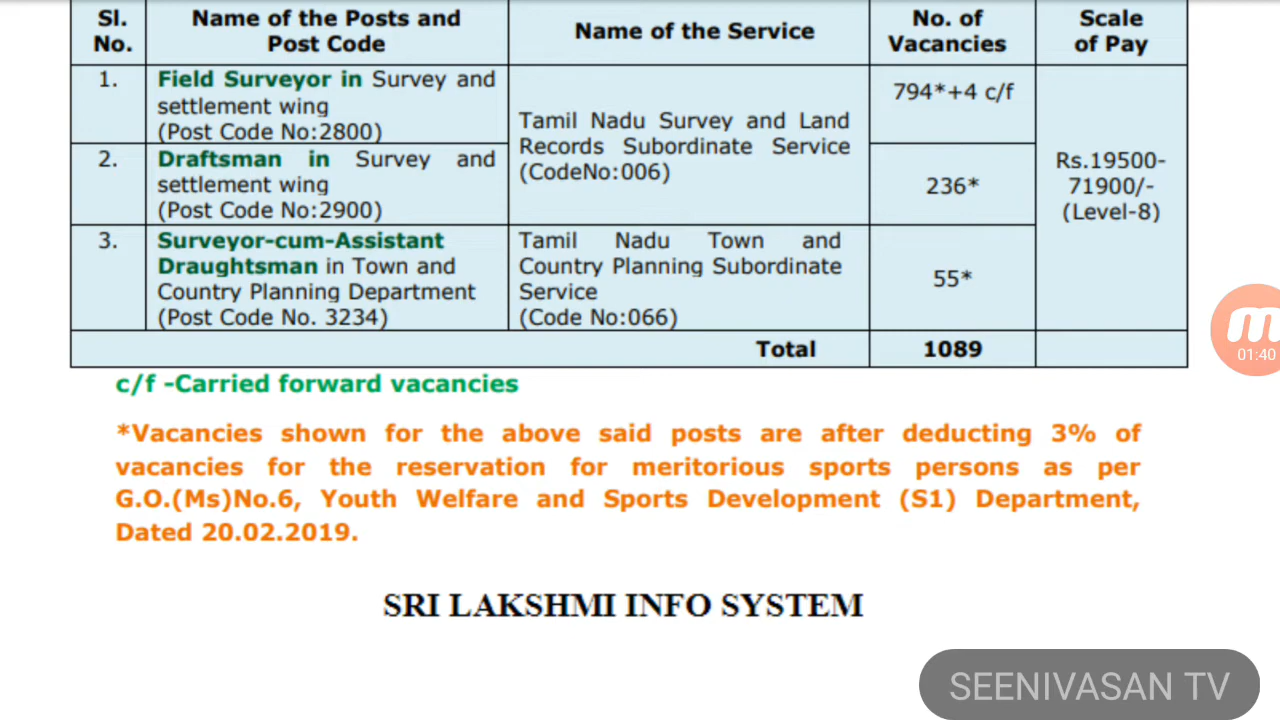 Sl. No.
Name of the Posts and Post Code
Name of the Service
No. of Vacancies
Scale of Pay
1.
Field Surveyor in Survey and
settlement wing
(Post Code No:2800)
Tamil Nadu Survey and Land
Records Subordinate Service
(CodeNo:006)
794*+4 c/f
Rs.19500-
71900/-
(Level-8)
2.
Draftsman in Survey and
settlement wing
(Post Code No:2900)
236*
3.
Surveyor-cum-Assistant
Draughtsman in Town and
Country Planning Department
(Post Code No. 3234)
Tamil Nadu Town and
Country Planning Subordinate
Service
(Code No:066)
55*
Total
1089
c/f -Carried forward vacancies
*Vacancies shown for the above said posts are after deducting 3% of
vacancies for the reservation for meritorious sports persons as per
G.O.(Ms)No.6, Youth Welfare and Sports Development (S1) Department,
Dated 20.02.2019.
01:40
SRI LAKSHMI INFO SYSTEM
SEENIVASAN TV